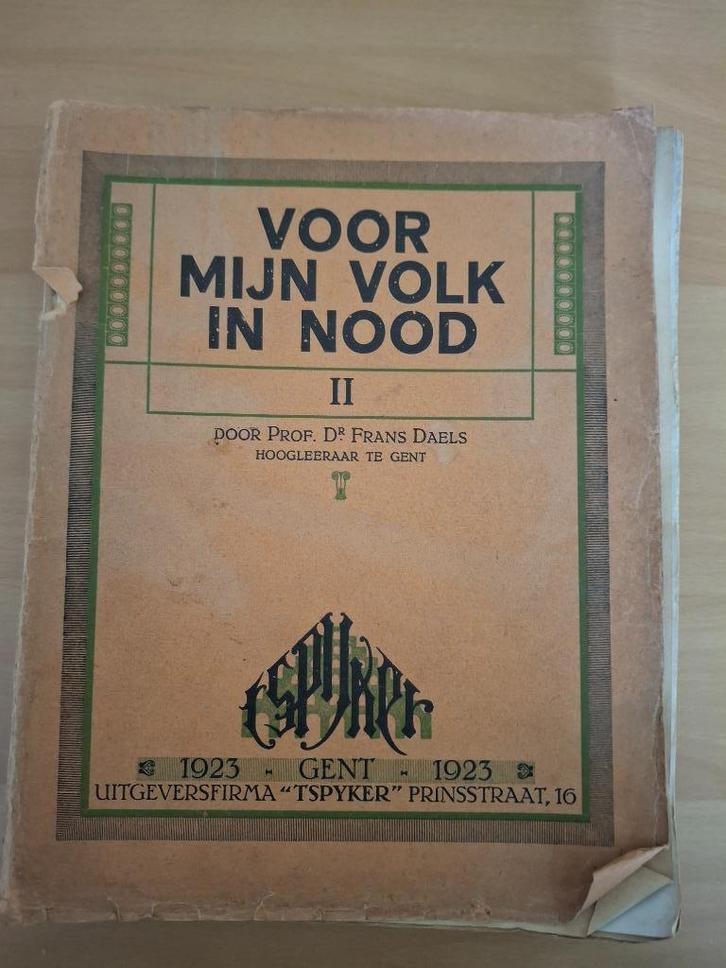 VOOR
MIJN VOLK
IN NOOD
II
DOOR PROF. DR. FRANS DAELS
HOOGLEERAAR TE GENT
tSPYKER
1923 - GENT - 1923
UITGEVERSFIRMA "TSPYKER" PRINSSTRAAT, 16